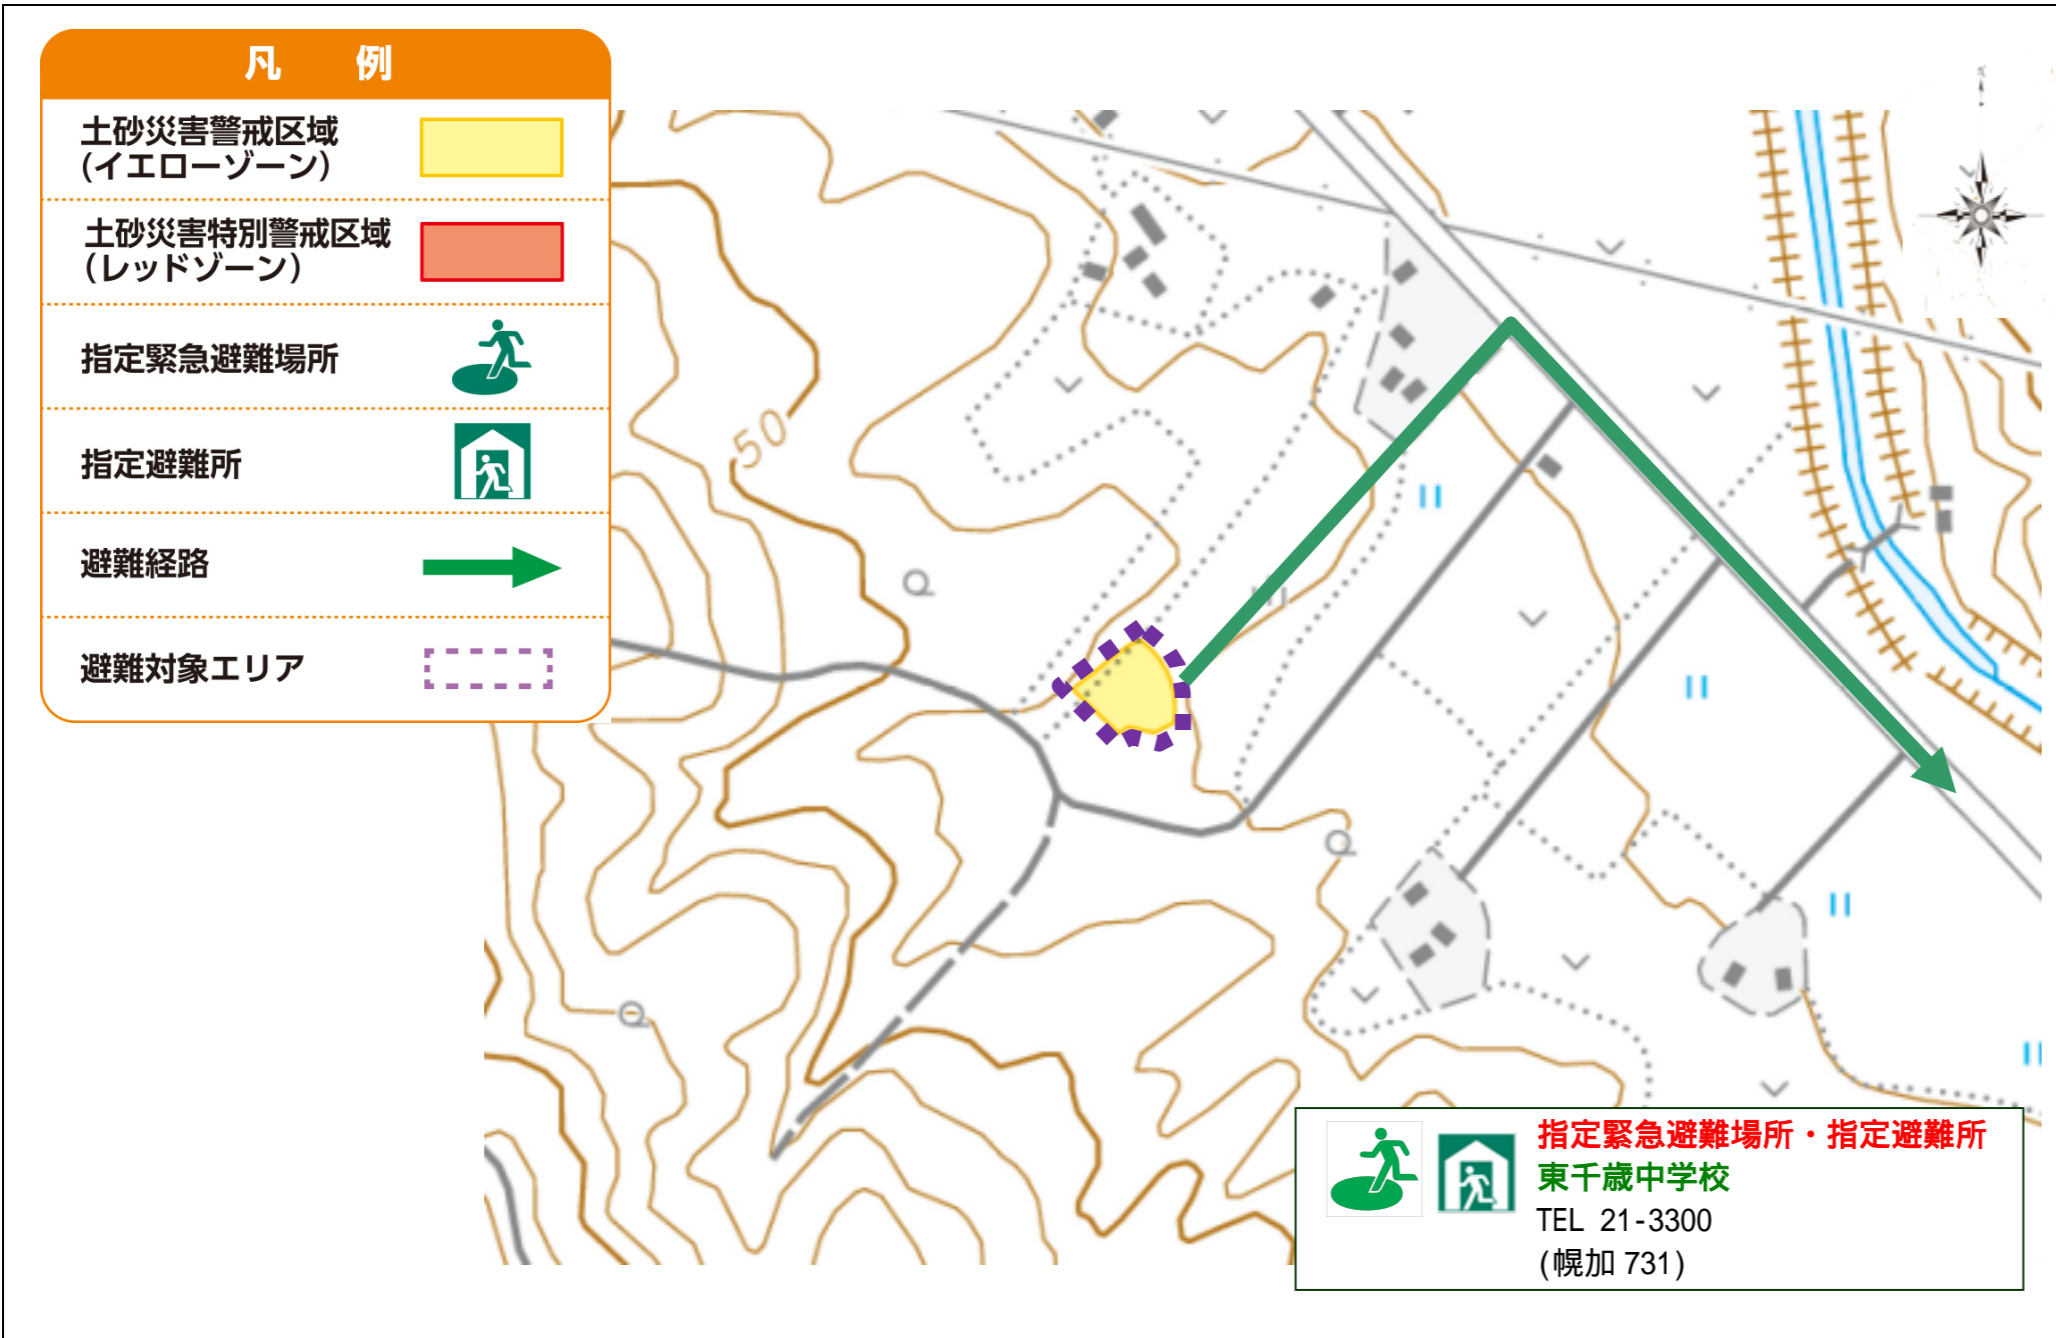 凡　例
土砂災害警戒区域
(イエローゾーン)
土砂災害特別警戒区域
(レッドゾーン)
指定緊急避難場所
指定避難所
避難経路
避難対象エリア
50
指定緊急避難場所・指定避難所
東千歳中学校
TEL 21-3300
(幌加 731)